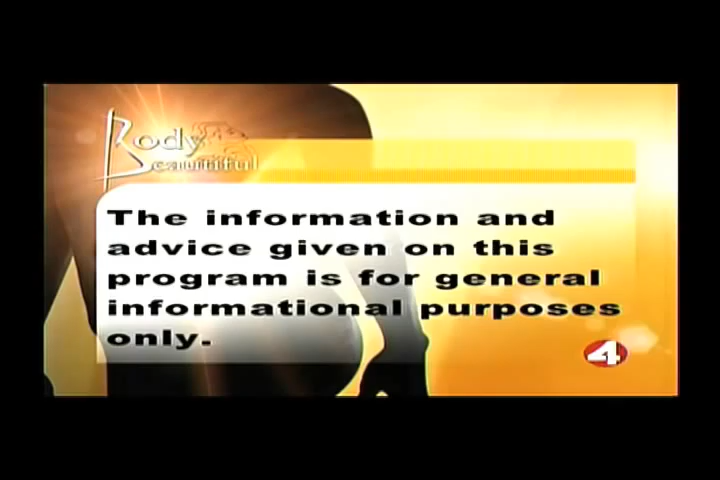 Body
Beautiful
The information and
advice given on this
program is for general
informational purposes
only.
4